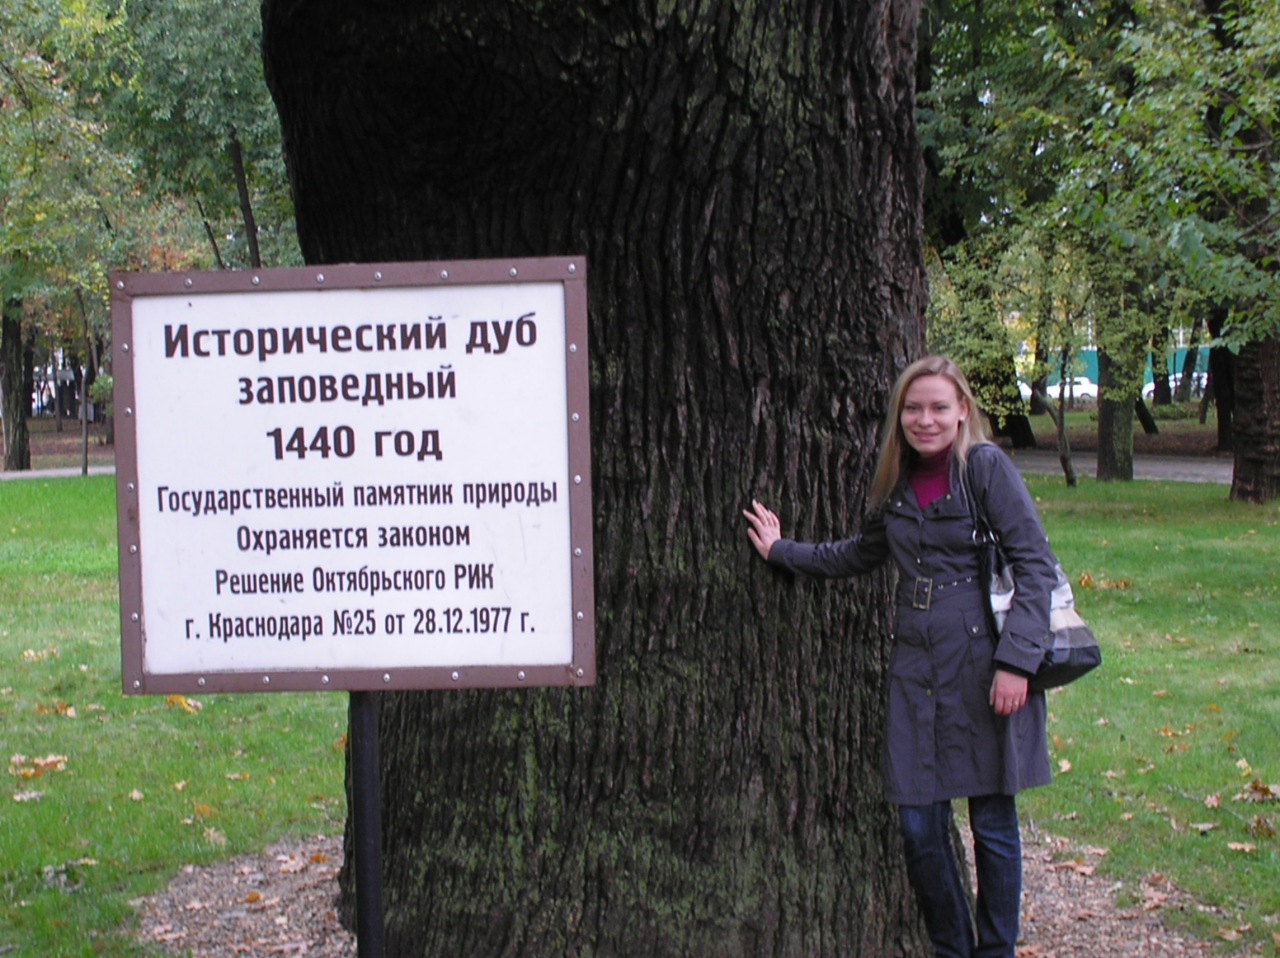 Исторический дуб
заповедный
1440 год
Государственный памятник природы
Охраняется законом
Решение Октябрьского РИК
г. Краснодара №25 от 28.12.1977 г.